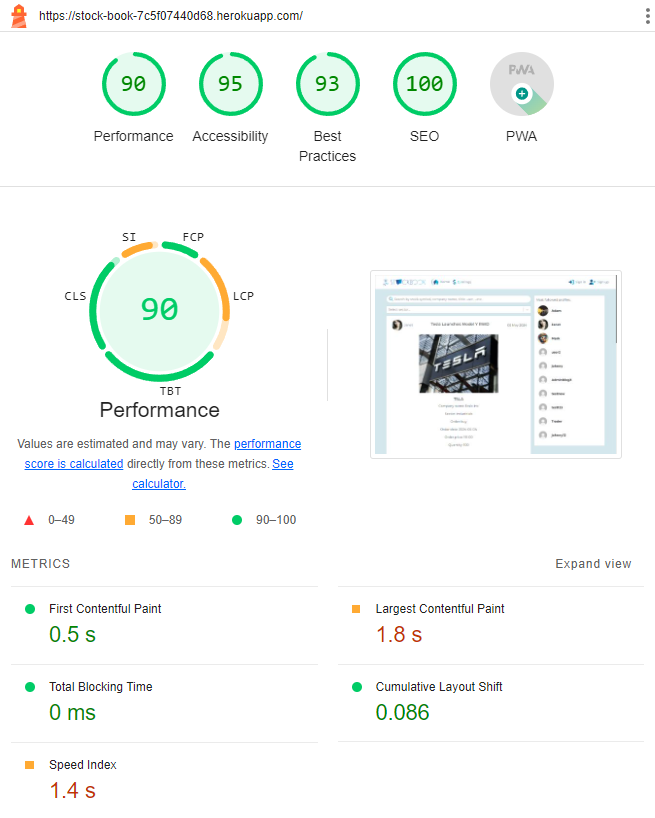 https://stock-book-7c5f07440d68.herokuapp.com/
90
95
93
100
PWA
Performance
Accessibility
Best
Practices
SEO
PWA
SI
FCP
CLS
LCP
90
TBT
Performance
Values are estimated and may vary. The performance
score is calculated directly from these metrics. See
calculator.
0–49
50–89
90–100
TESLA
METRICS
Expand view
First Contentful Paint
0.5 s
Largest Contentful Paint
1.8 s
Total Blocking Time
0 ms
Cumulative Layout Shift
0.086
Speed Index
1.4 s